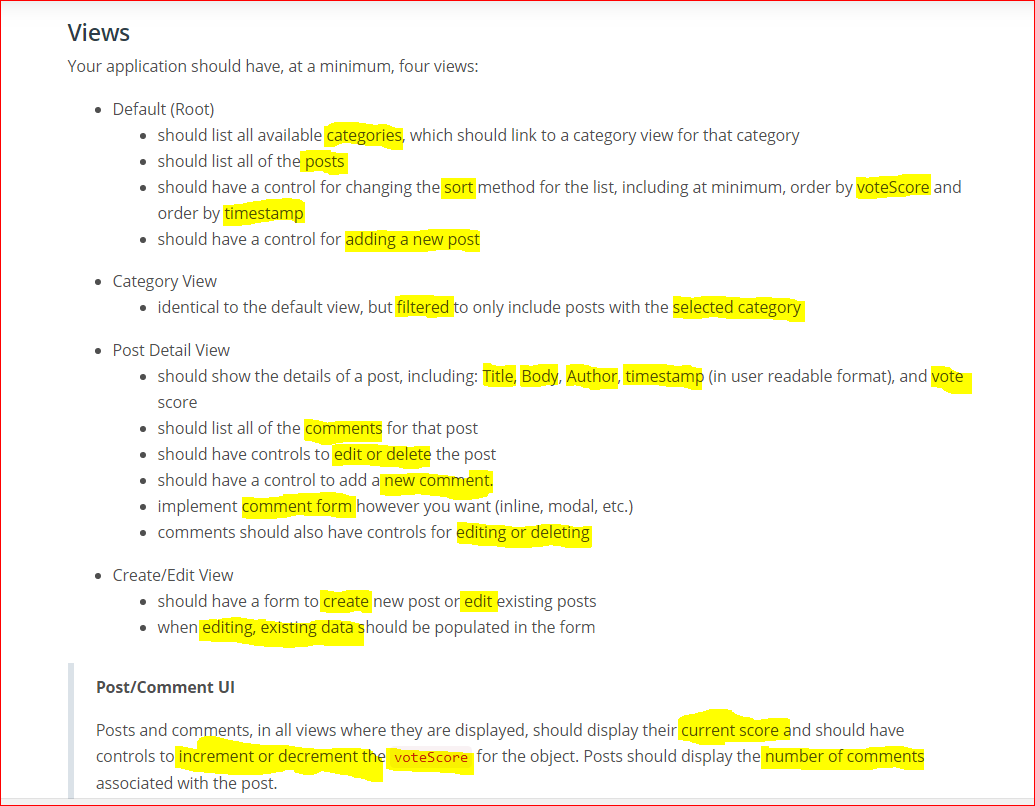 Views
Your application should have, at a minimum, four views:
• Default (Root)
• should list all available categories, which should link to a category view for that category
• should list all of the posts
• should have a control for changing the sort method for the list, including at minimum, order by voteScore and
order by timestamp
• should have a control for adding a new post
• Category View
• identical to the default view, but filtered to only include posts with the selected category
• Post Detail View
• should show the details of a post, including: Title, Body, Author, timestamp (in user readable format), and vote
score
• should list all of the comments for that post
• should have controls to edit or delete the post
• should have a control to add a new comment.
• implement comment form however you want (inline, modal, etc.)
• comments should also have controls for editing or deleting
• Create/Edit View
• should have a form to create new post or edit existing posts
• when editing, existing data should be populated in the form
Post/Comment UI
Posts and comments, in all views where they are displayed, should display their current score and should have
controls to increment or decrement the voteScore for the object. Posts should display the number of comments
associated with the post.